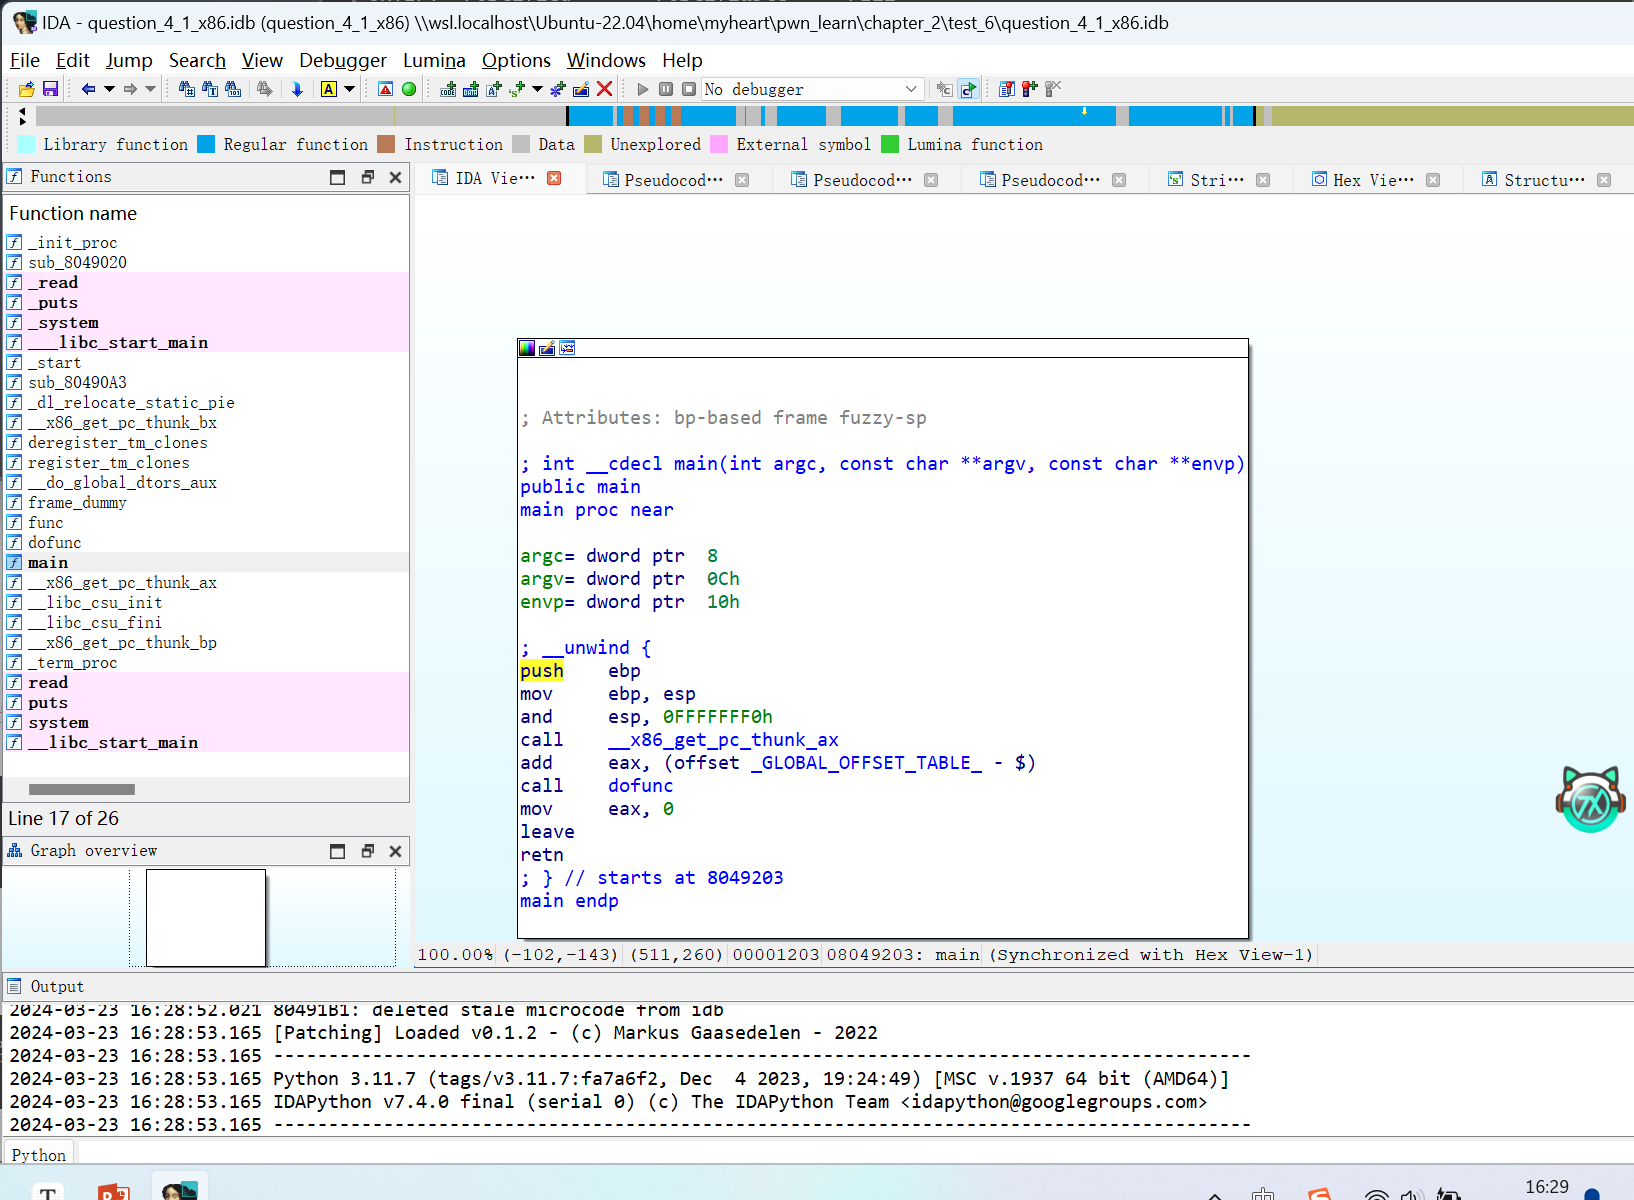 IDA - question_4_1_x86.idb (question_4_1_x86) \\wsl.localhost\Ubuntu-22.04\home\myheart\pwn_learn\chapter_2\test_6\question_4_1_x86.idb
File Edit Jump Search View Debugger Lumina Options Windows Help
No debugger
Library function Regular function Instruction Data Unexplored External symbol Lumina function
Functions
IDA Vie··· Pseudocod··· Pseudocod··· Pseudocod··· Stri··· Hex Vie··· Structu···
Function name
_init_proc
sub_8049020
_read
_puts
_system
___libc_start_main
_start
sub_80490A3
_dl_relocate_static_pie
__x86_get_pc_thunk_bx
deregister_tm_clones
register_tm_clones
__do_global_dtors_aux
frame_dummy
func
dofunc
main
__x86_get_pc_thunk_ax
__libc_csu_init
__libc_csu_fini
__x86_get_pc_thunk_bp
_term_proc
read
puts
system
__libc_start_main
Line 17 of 26
Graph overview
; Attributes: bp-based frame fuzzy-sp
; int __cdecl main(int argc, const char **argv, const char **envp)
public main
main proc near
argc= dword ptr  8
argv= dword ptr  0Ch
envp= dword ptr  10h
; __unwind {
push    ebp
mov     ebp, esp
and     esp, 0FFFFFFF0h
call    __x86_get_pc_thunk_ax
add     eax, (offset _GLOBAL_OFFSET_TABLE_ - $)
call    dofunc
mov     eax, 0
leave
retn
; } // starts at 8049203
main endp
100.00% (-102,-143) (511,260) 00001203 08049203: main (Synchronized with Hex View-1)
Output
2024-03-23 16:28:52.021 80491B1: deleted stale microcode from idb
2024-03-23 16:28:53.165 [Patching] Loaded v0.1.2 - (c) Markus Gaasedelen - 2022
2024-03-23 16:28:53.165 -----------------------------------------------------------------------------------------
2024-03-23 16:28:53.165 Python 3.11.7 (tags/v3.11.7:fa7a6f2, Dec  4 2023, 19:24:49) [MSC v.1937 64 bit (AMD64)]
2024-03-23 16:28:53.165 IDAPython v7.4.0 final (serial 0) (c) The IDAPython Team <idapython@googlegroups.com>
2024-03-23 16:28:53.165 -----------------------------------------------------------------------------------------
Python
16:29